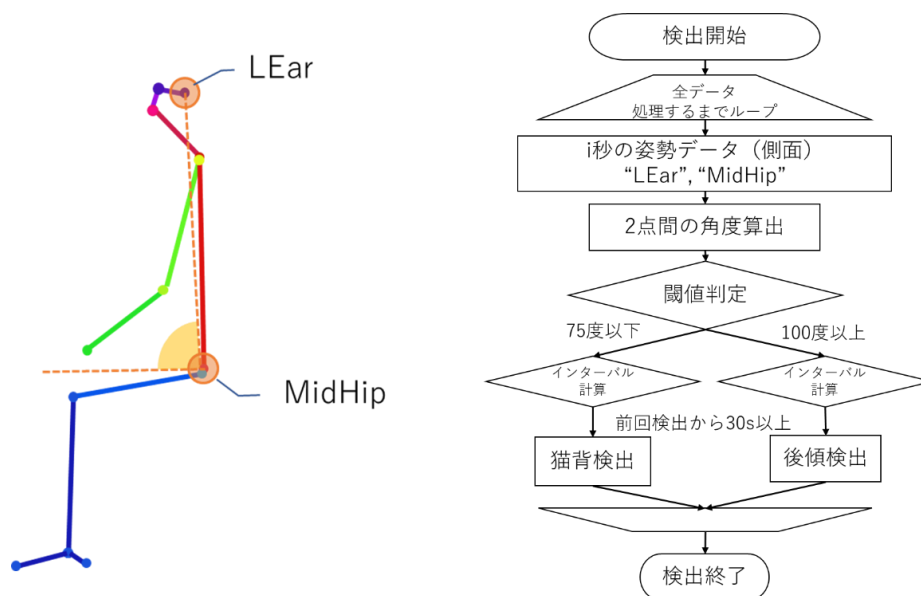 LEar
MidHip
検出開始
全データ
処理するまでループ
i秒の姿勢データ（側面）
“LEar”, “MidHip”
2点間の角度算出
閾値判定
75度以下
100度以上
インターバル
計算
インターバル
計算
前回検出から30s以上
猫背検出
後傾検出
検出終了